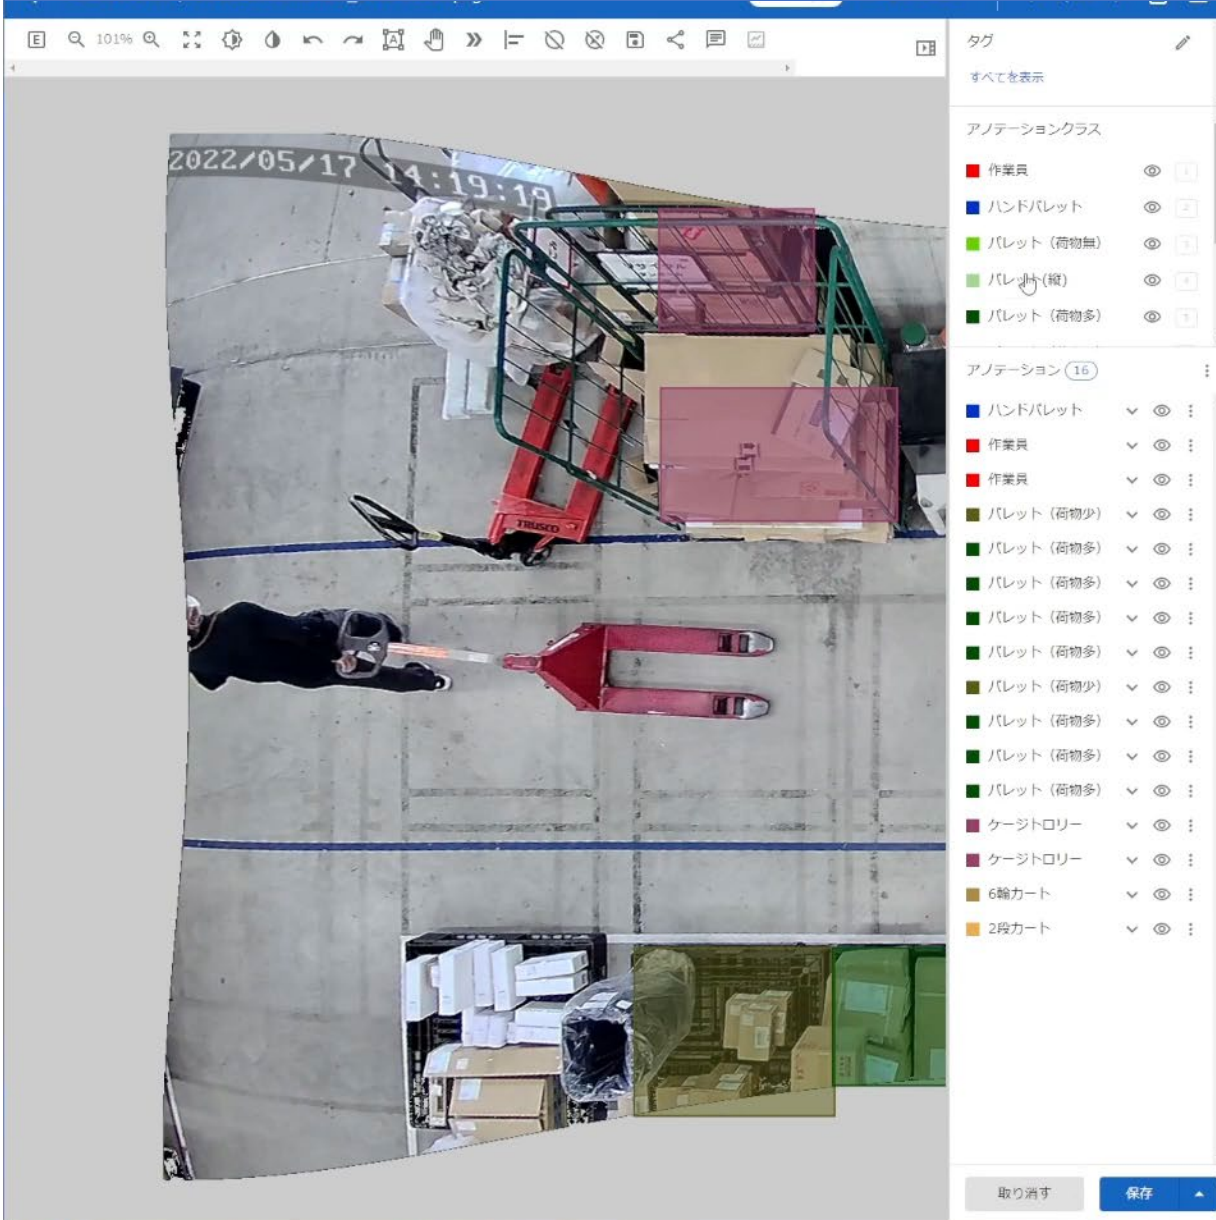 E
101%
A
タグ
すべてを表示
アノテーションクラス
作業員
1
ハンドパレット
2
パレット（荷物無）
3
パレット(縦)
4
パレット（荷物多）
5
アノテーション 16
ハンドパレット
作業員
作業員
パレット（荷物少）
パレット（荷物多）
パレット（荷物多）
パレット（荷物多）
パレット（荷物多）
パレット（荷物少）
パレット（荷物多）
パレット（荷物多）
パレット（荷物多）
ケージトロリー
ケージトロリー
6輪カート
2段カート
取り消す
保存
2022/05/17 14:19:19
TRUSCO